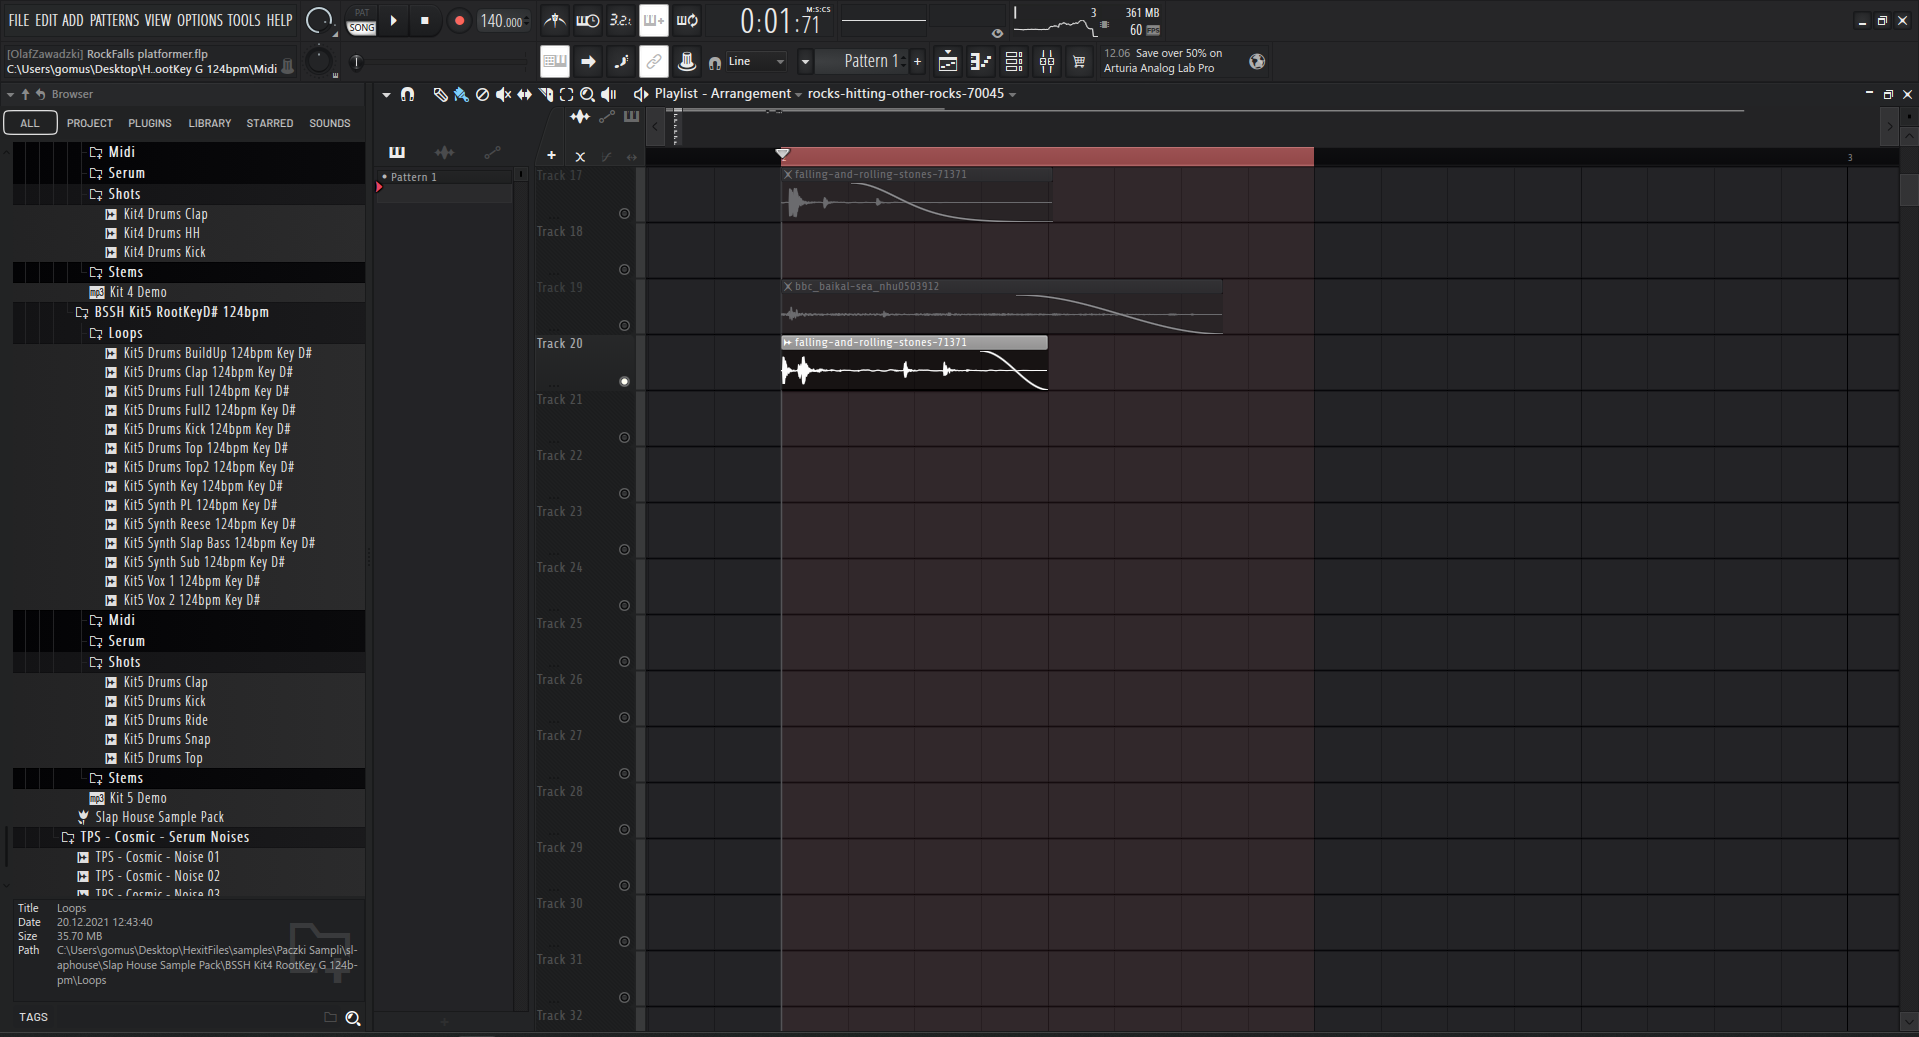 FILE EDIT ADD PATTERNS VIEW OPTIONS TOOLS HELP
PAT
SONG
140.000
3.2.
0:01:71
M:S:CS
3
361 MB
60 FPS
[OlafZawadzki] RockFalls platformer.flp
C:\Users\gomus\Desktop\H..ootKey G 124bpm\Midi
Line
Pattern 1
+
12.06 Save over 50% on
Arturia Analog Lab Pro
Browser
Playlist - Arrangement
rocks-hitting-other-rocks-70045
ALL
PROJECT
PLUGINS
LIBRARY
STARRED
SOUNDS
Midi
Serum
Shots
Kit4 Drums Clap
Kit4 Drums HH
Kit4 Drums Kick
Stems
mp3 Kit 4 Demo
BSSH Kit5 RootKeyD# 124bpm
Loops
Kit5 Drums BuildUp 124bpm Key D#
Kit5 Drums Clap 124bpm Key D#
Kit5 Drums Full 124bpm Key D#
Kit5 Drums Full2 124bpm Key D#
Kit5 Drums Kick 124bpm Key D#
Kit5 Drums Top 124bpm Key D#
Kit5 Drums Top2 124bpm Key D#
Kit5 Synth Key 124bpm Key D#
Kit5 Synth PL 124bpm Key D#
Kit5 Synth Reese 124bpm Key D#
Kit5 Synth Slap Bass 124bpm Key D#
Kit5 Synth Sub 124bpm Key D#
Kit5 Vox 1 124bpm Key D#
Kit5 Vox 2 124bpm Key D#
Midi
Serum
Shots
Kit5 Drums Clap
Kit5 Drums Kick
Kit5 Drums Ride
Kit5 Drums Snap
Kit5 Drums Top
Stems
mp3 Kit 5 Demo
Slap House Sample Pack
TPS - Cosmic - Serum Noises
TPS - Cosmic - Noise 01
TPS - Cosmic - Noise 02
TPS - Cosmic - Noise 03
Title Loops
Date 20.12.2021 12:43:40
Size 35.70 MB
Path C:\Users\gomus\Desktop\HexitFiles\samples\Paczki Sampli\sl-
aphouse\Slap House Sample Pack\BSSH Kit4 RootKey G 124b-
pm\Loops
TAGS
Pattern 1
3
Track 17
falling-and-rolling-stones-71371
Track 18
Track 19
bbc_baikal-sea_nhu0503912
Track 20
falling-and-rolling-stones-71371
Track 21
Track 22
Track 23
Track 24
Track 25
Track 26
Track 27
Track 28
Track 29
Track 30
Track 31
Track 32